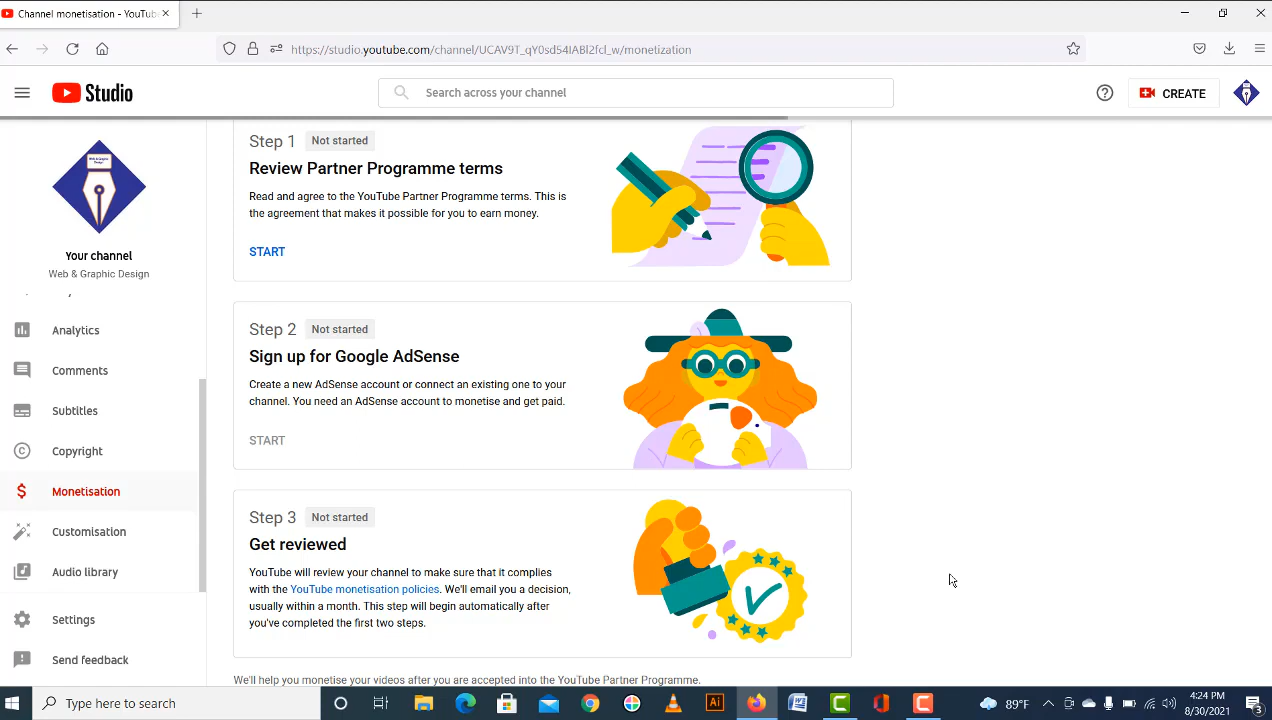 Channel monetisation - YouTube
https://studio.youtube.com/channel/UCAV9T_qY0sd54IABl2fcl_w/monetization
Studio
Search across your channel
CREATE
Web & Graphic
Design
Your channel
Web & Graphic Design
Analytics
Comments
Subtitles
Copyright
Monetisation
Customisation
Audio library
Settings
Send feedback
Step 1 Not started
Review Partner Programme terms
Read and agree to the YouTube Partner Programme terms. This is
the agreement that makes it possible for you to earn money.
START
Step 2 Not started
Sign up for Google AdSense
Create a new AdSense account or connect an existing one to your
channel. You need an AdSense account to monetise and get paid.
START
Step 3 Not started
Get reviewed
YouTube will review your channel to make sure that it complies
with the YouTube monetisation policies. We'll email you a decision,
usually within a month. This step will begin automatically after
you've completed the first two steps.
We'll help you monetise your videos after you are accepted into the YouTube Partner Programme.
Type here to search
Ai
89°F
4:24 PM
8/30/2021
3